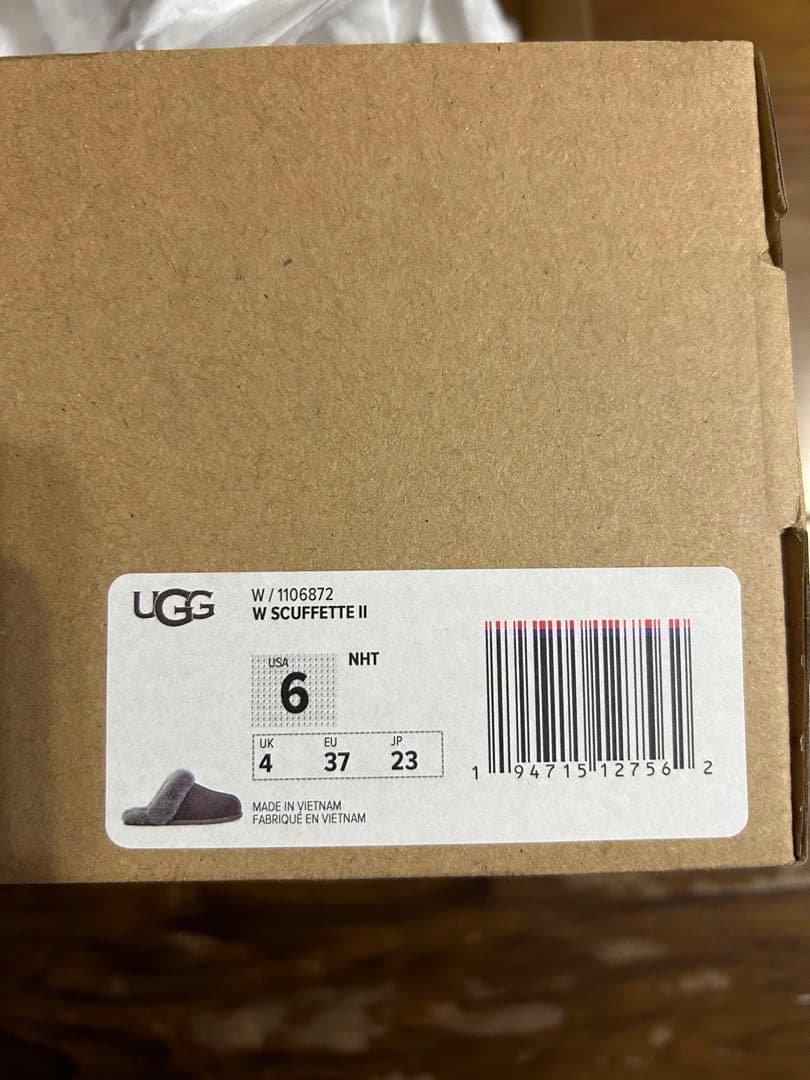 UGG
W / 1106872
W SCUFFETTE II
USA
6
NHT
UK EU JP
4 37 23
MADE IN VIETNAM
FABRIQUÉ EN VIETNAM
1 94715 12756 2